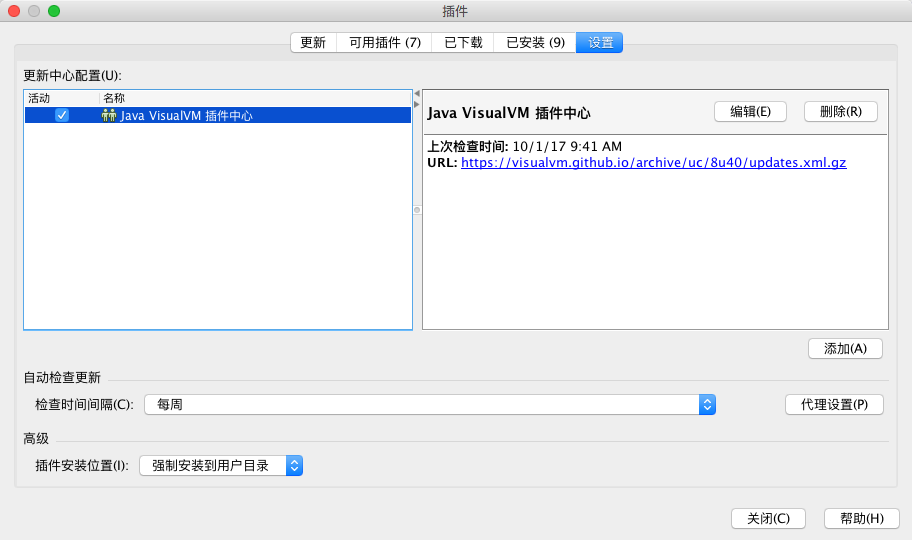 插件
更新 可用插件 (7) 已下载 已安装 (9) 设置
更新中心配置(U):
活动 名称
Java VisualVM 插件中心
Java VisualVM 插件中心 编辑(E) 删除(R)
上次检查时间: 10/1/17 9:41 AM
URL: https://visualvm.github.io/archive/uc/8u40/updates.xml.gz
添加(A)
自动检查更新
检查时间间隔(C): 每周 代理设置(P)
高级
插件安装位置(I): 强制安装到用户目录
关闭(C) 帮助(H)